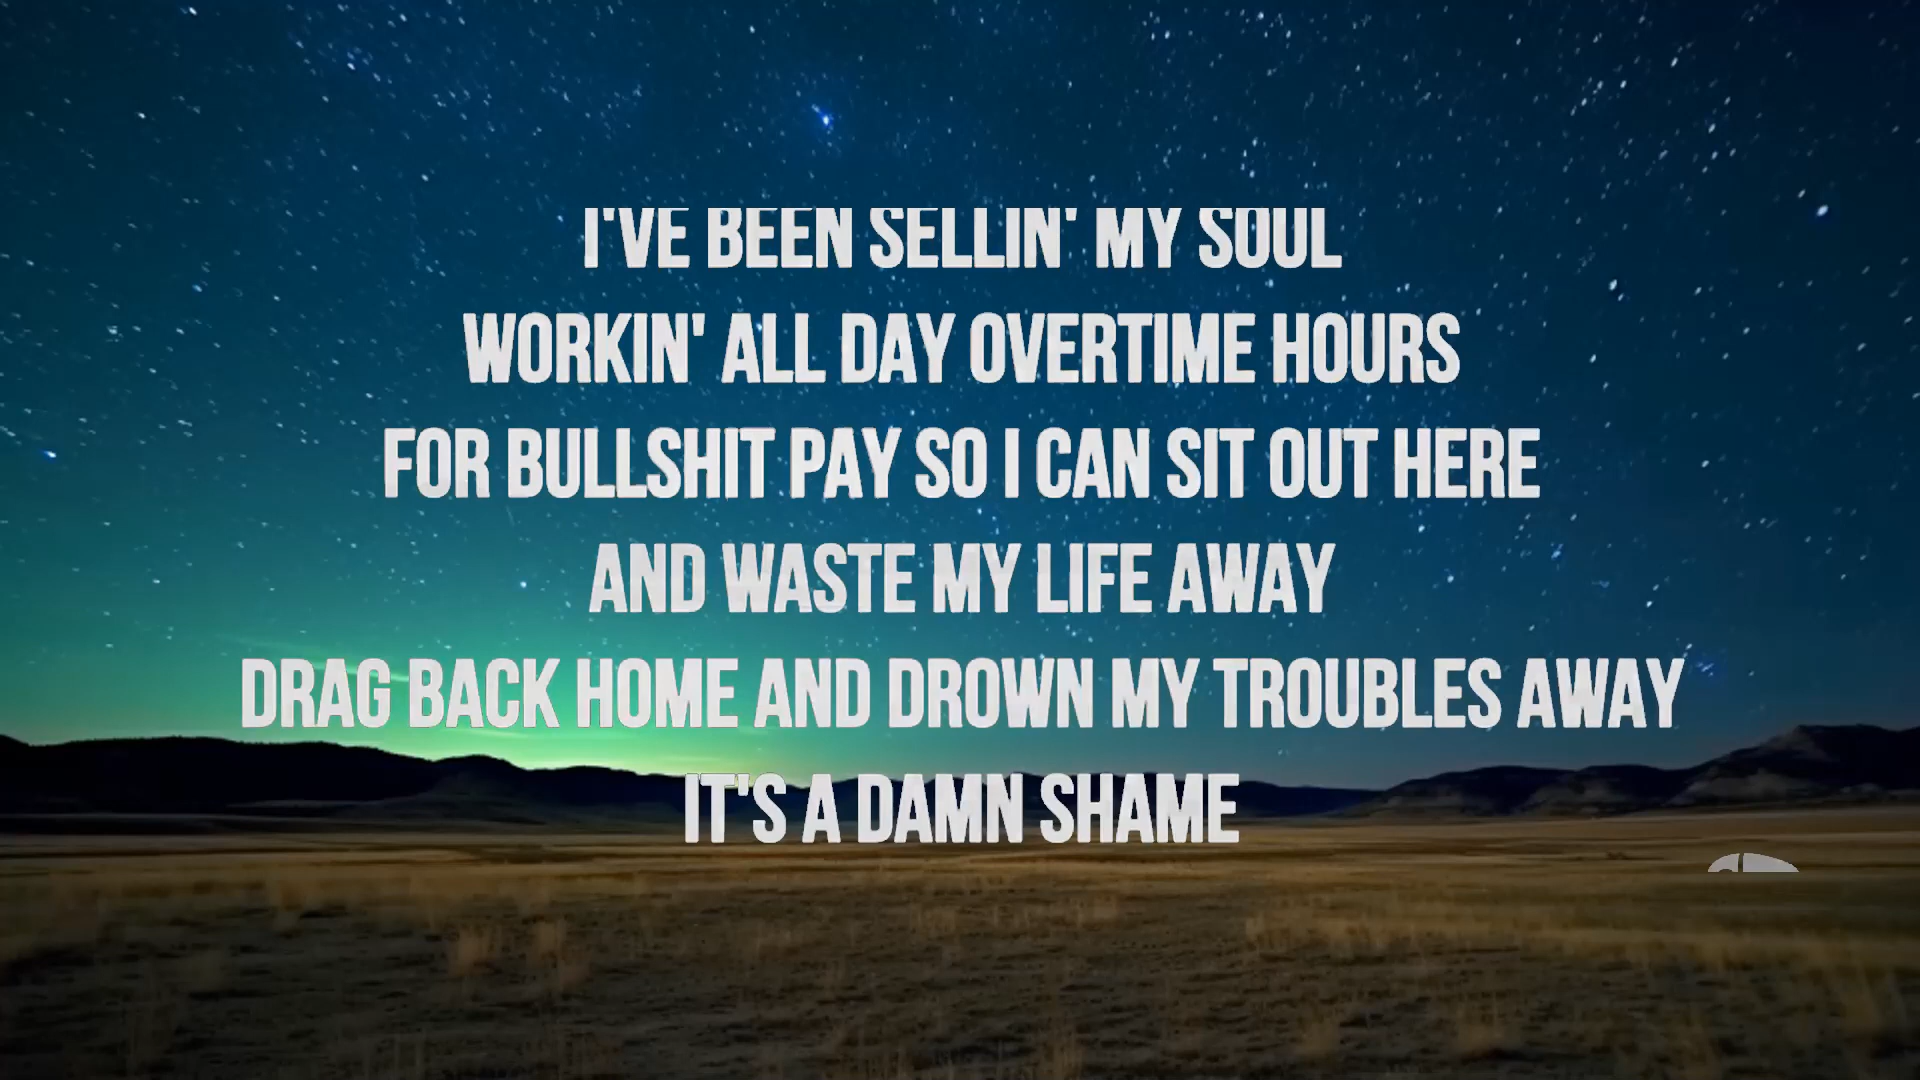 I'VE BEEN SELLIN' MY SOUL
WORKIN' ALL DAY OVERTIME HOURS
FOR BULLSHIT PAY SO I CAN SIT OUT HERE
AND WASTE MY LIFE AWAY
DRAG BACK HOME AND DROWN MY TROUBLES AWAY
IT'S A DAMN SHAME